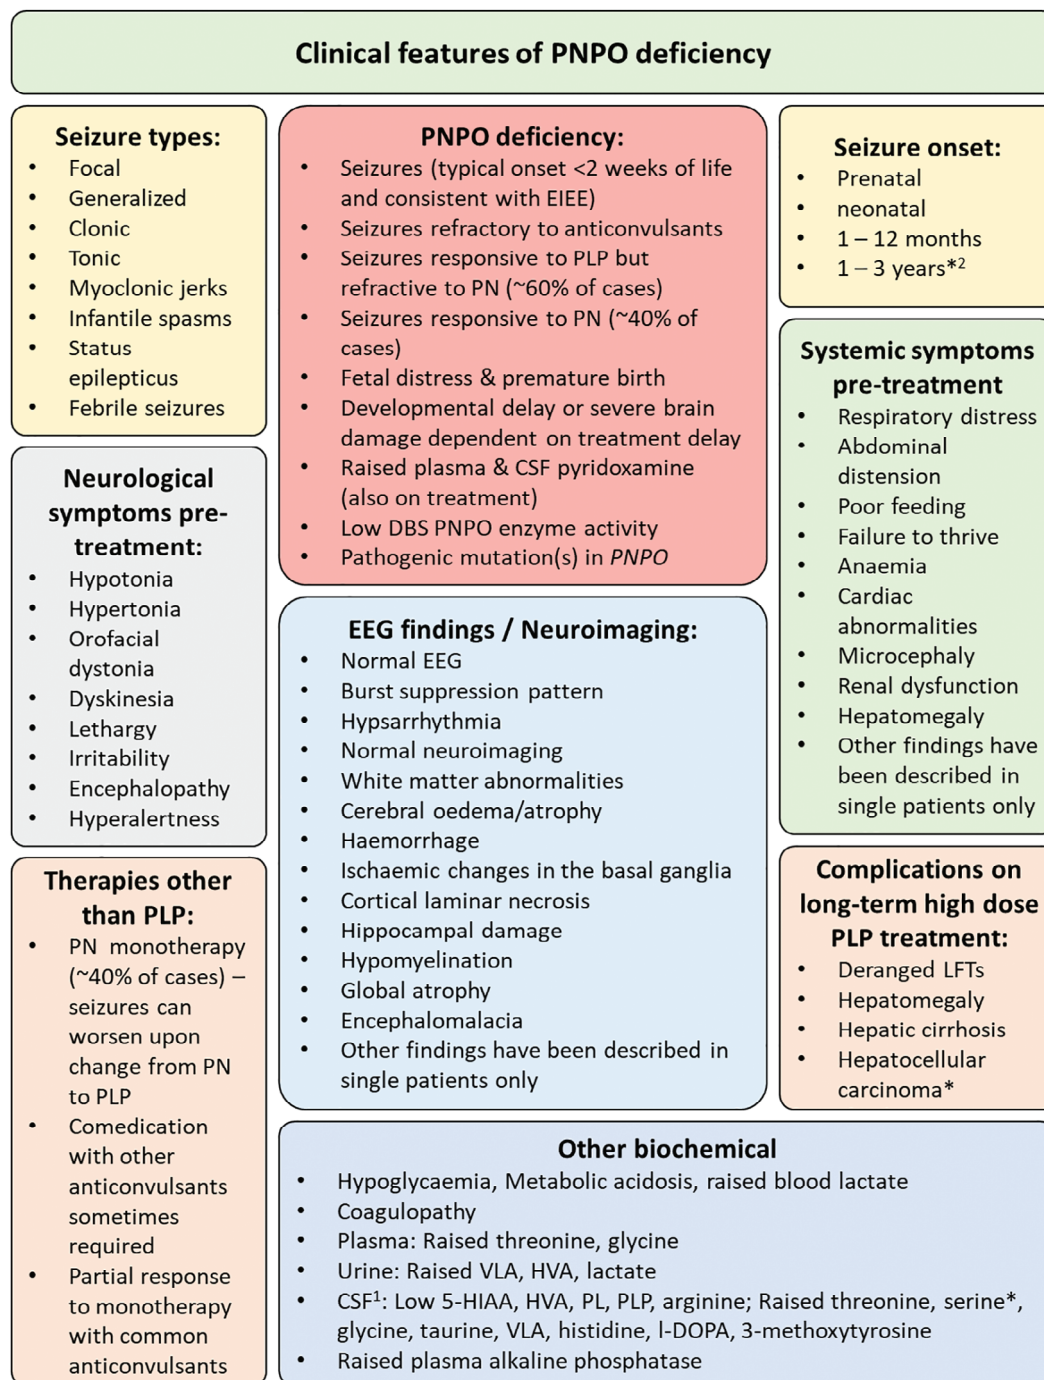 Clinical features of PNPO deficiency
Seizure types:
• Focal
• Generalized
• Clonic
• Tonic
• Myoclonic jerks
• Infantile spasms
• Status
epilepticus
• Febrile seizures
Neurological
symptoms pre-
treatment:
• Hypotonia
• Hypertonia
• Orofacial
dystonia
• Dyskinesia
• Lethargy
• Irritability
• Encephalopathy
• Hyperalertness
Therapies other
than PLP:
• PN monotherapy
(~40% of cases) –
seizures can
worsen upon
change from PN
to PLP
• Comedication
with other
anticonvulsants
sometimes
required
• Partial response
to monotherapy
with common
anticonvulsants
PNPO deficiency:
• Seizures (typical onset <2 weeks of life
and consistent with EIEE)
• Seizures refractory to anticonvulsants
• Seizures responsive to PLP but
refractive to PN (~60% of cases)
• Seizures responsive to PN (~40% of
cases)
• Fetal distress & premature birth
• Developmental delay or severe brain
damage dependent on treatment delay
• Raised plasma & CSF pyridoxamine
(also on treatment)
• Low DBS PNPO enzyme activity
• Pathogenic mutation(s) in PNPO
EEG findings / Neuroimaging:
• Normal EEG
• Burst suppression pattern
• Hypsarrhythmia
• Normal neuroimaging
• White matter abnormalities
• Cerebral oedema/atrophy
• Haemorrhage
• Ischaemic changes in the basal ganglia
• Cortical laminar necrosis
• Hippocampal damage
• Hypomyelination
• Global atrophy
• Encephalomalacia
• Other findings have been described in
single patients only
Seizure onset:
• Prenatal
• neonatal
• 1 – 12 months
• 1 – 3 years*2
Systemic symptoms
pre-treatment
• Respiratory distress
• Abdominal
distension
• Poor feeding
• Failure to thrive
• Anaemia
• Cardiac
abnormalities
• Microcephaly
• Renal dysfunction
• Hepatomegaly
• Other findings have
been described in
single patients only
Complications on
long-term high dose
PLP treatment:
• Deranged LFTs
• Hepatomegaly
• Hepatic cirrhosis
• Hepatocellular
carcinoma*
Other biochemical
• Hypoglycaemia, Metabolic acidosis, raised blood lactate
• Coagulopathy
• Plasma: Raised threonine, glycine
• Urine: Raised VLA, HVA, lactate
• CSF1: Low 5-HIAA, HVA, PL, PLP, arginine; Raised threonine, serine*,
glycine, taurine, VLA, histidine, l-DOPA, 3-methoxytyrosine
• Raised plasma alkaline phosphatase